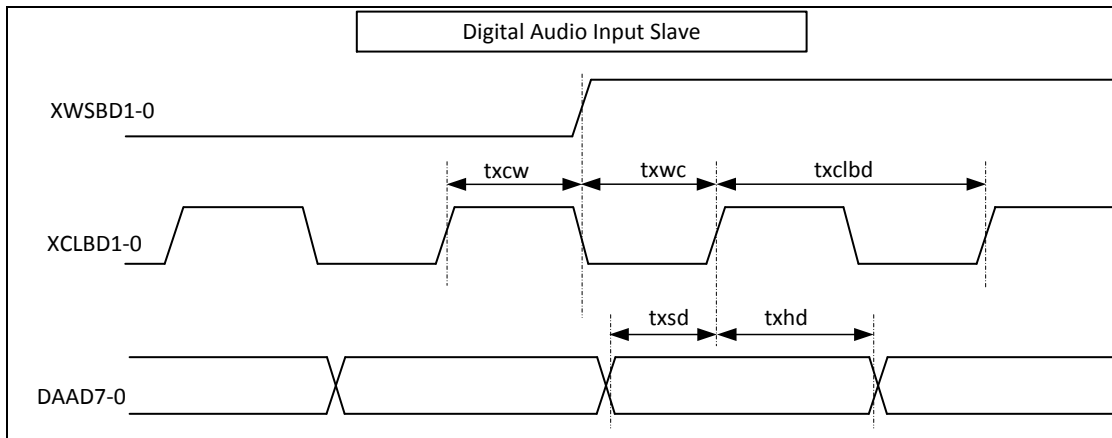 Digital Audio Input Slave
XWSBD1-0
txcw txwc txclbd
XCLBD1-0
txsd txhd
DAAD7-0